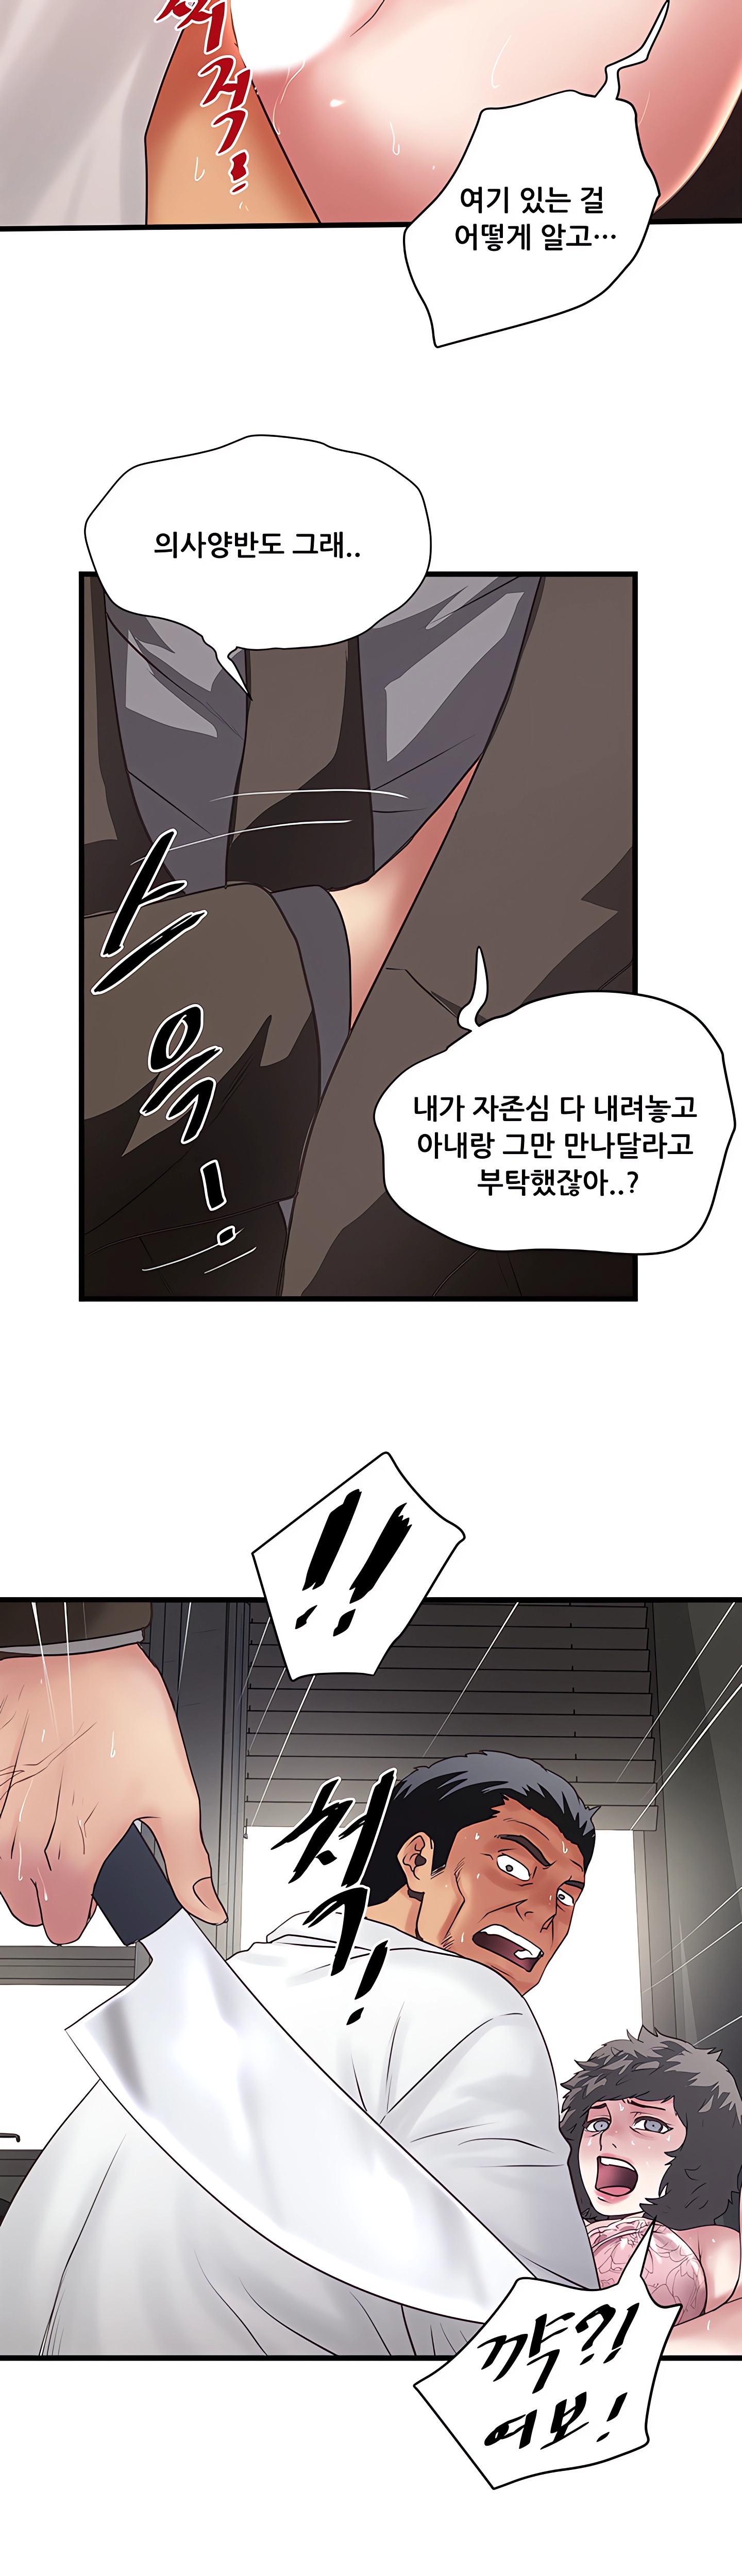 쩌
걱!
여기 있는 걸
어떻게 알고…
의사양반도 그래..
스
윽!
내가 자존심 다 내려놓고
아내랑 그만 만나달라고
부탁했잖아..?
!!
척!
꺅?!
여보!